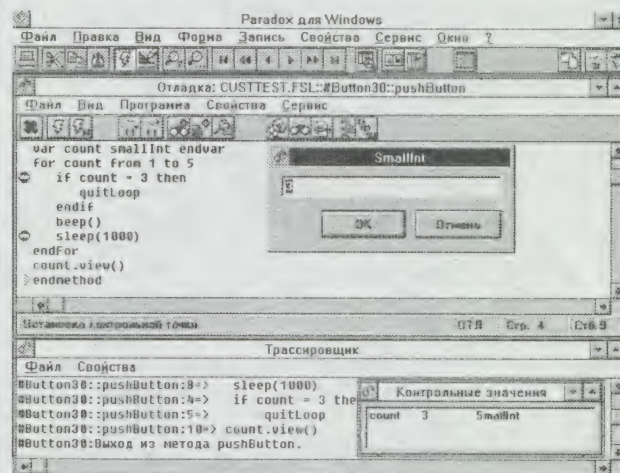 Paradox для Windows
Файл Правка Вид Форма Запись Свойства Сервис Окно ?
Отладка: CUSTTEST.FSL::#Button30::pushButton
Файл Вид Программа Свойства Сервис
var count smallInt endvar
for count from 1 to 5
if count = 3 then
quitLoop
endif
beep()
sleep(1000)
endFor
count.view()
endmethod
SmallInt
3
OK Отмена
Установка контрольной точки ОТЛ Стр. 4 Стб.9
Трассировщик
Файл Свойства
#Button30::pushButton:8=> sleep(1000)
#Button30::pushButton:4=> if count = 3 the
#Button30::pushButton:5=> quitLoop
#Button30::pushButton:10=> count.view()
#Button30:Выход из метода pushButton.
Контрольные значения
count 3 SmallInt